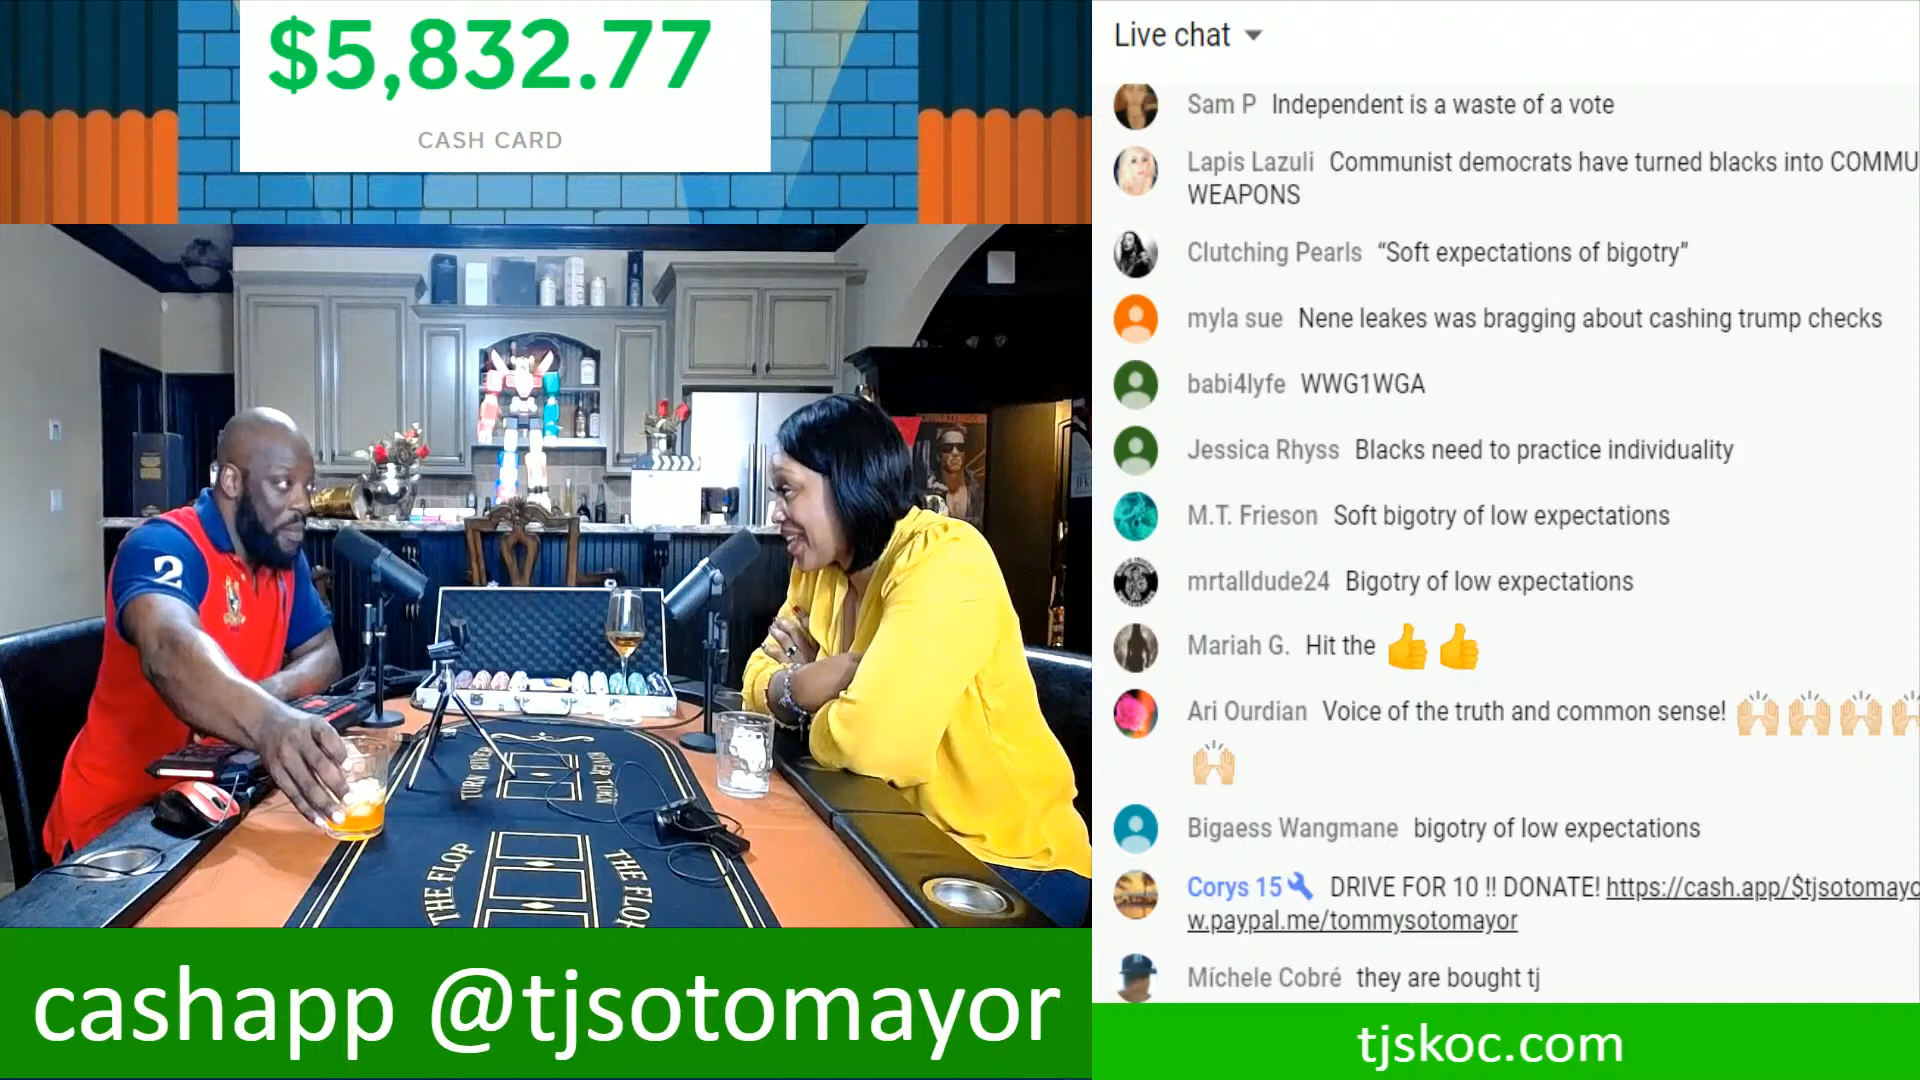 $5,832.77
CASH CARD
2
TURN RIVER
RIVER TURN
THE FLOP
THE FLOP
cashapp @tjsotomayor
Live chat
Sam P Independent is a waste of a vote
Lapis Lazuli Communist democrats have turned blacks into COMMU
WEAPONS
Clutching Pearls “Soft expectations of bigotry”
myla sue Nene leakes was bragging about cashing trump checks
babi4lyfe WWG1WGA
Jessica Rhyss Blacks need to practice individuality
M.T. Frieson Soft bigotry of low expectations
mrtalldude24 Bigotry of low expectations
Mariah G. Hit the 👍 👍
Ari Ourdian Voice of the truth and common sense! 🙌🏼 🙌🏼 🙌🏼 🙌🏼
🙌🏼
Bigaess Wangmane bigotry of low expectations
Corys 15 DRIVE FOR 10 !! DONATE! https://cash.app/$tjsotomayo
w.paypal.me/tommysotomayor
Míchele Cobré they are bought tj
tjskoc.com